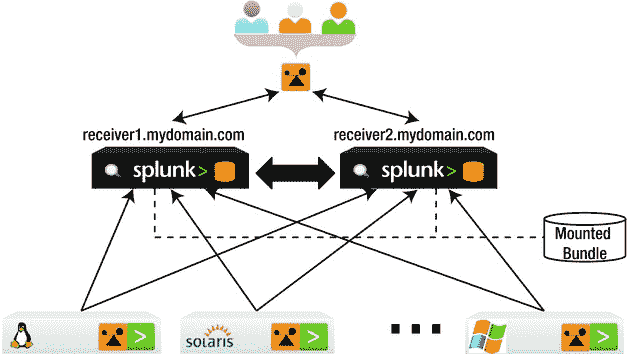 receiver1.mydomain.com
receiver2.mydomain.com
splunk>
splunk>
Mounted
Bundle
>
solaris
>
>